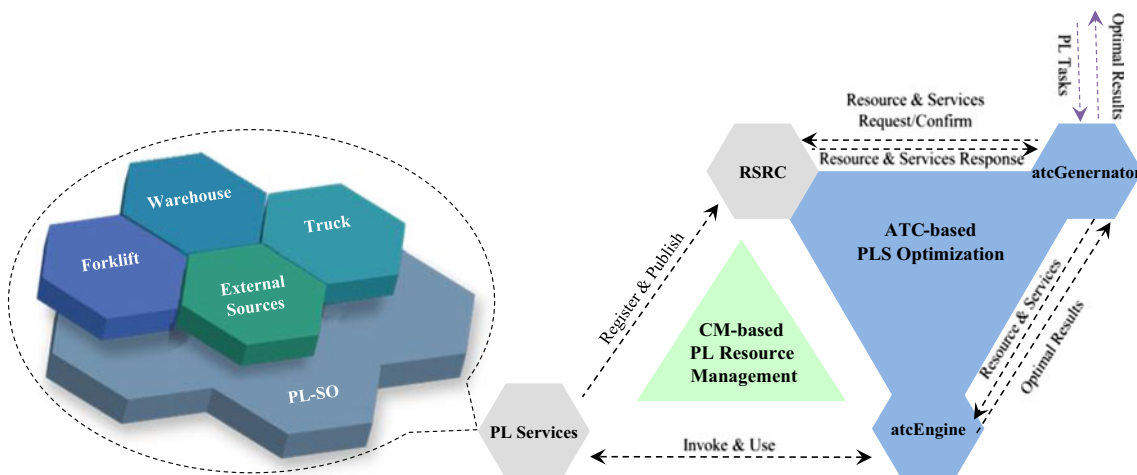 Warehouse
Truck
Forklift
External
Sources
PL-SO
PL Services
Register & Publish
RSRC
Resource & Services
Request/Confirm
Resource & Services Response
atcGenernator
PL Tasks
Optimal Results
ATC-based
PLS Optimization
CM-based
PL Resource
Management
Resource & Services
Optimal Results
atcEngine
Invoke & Use